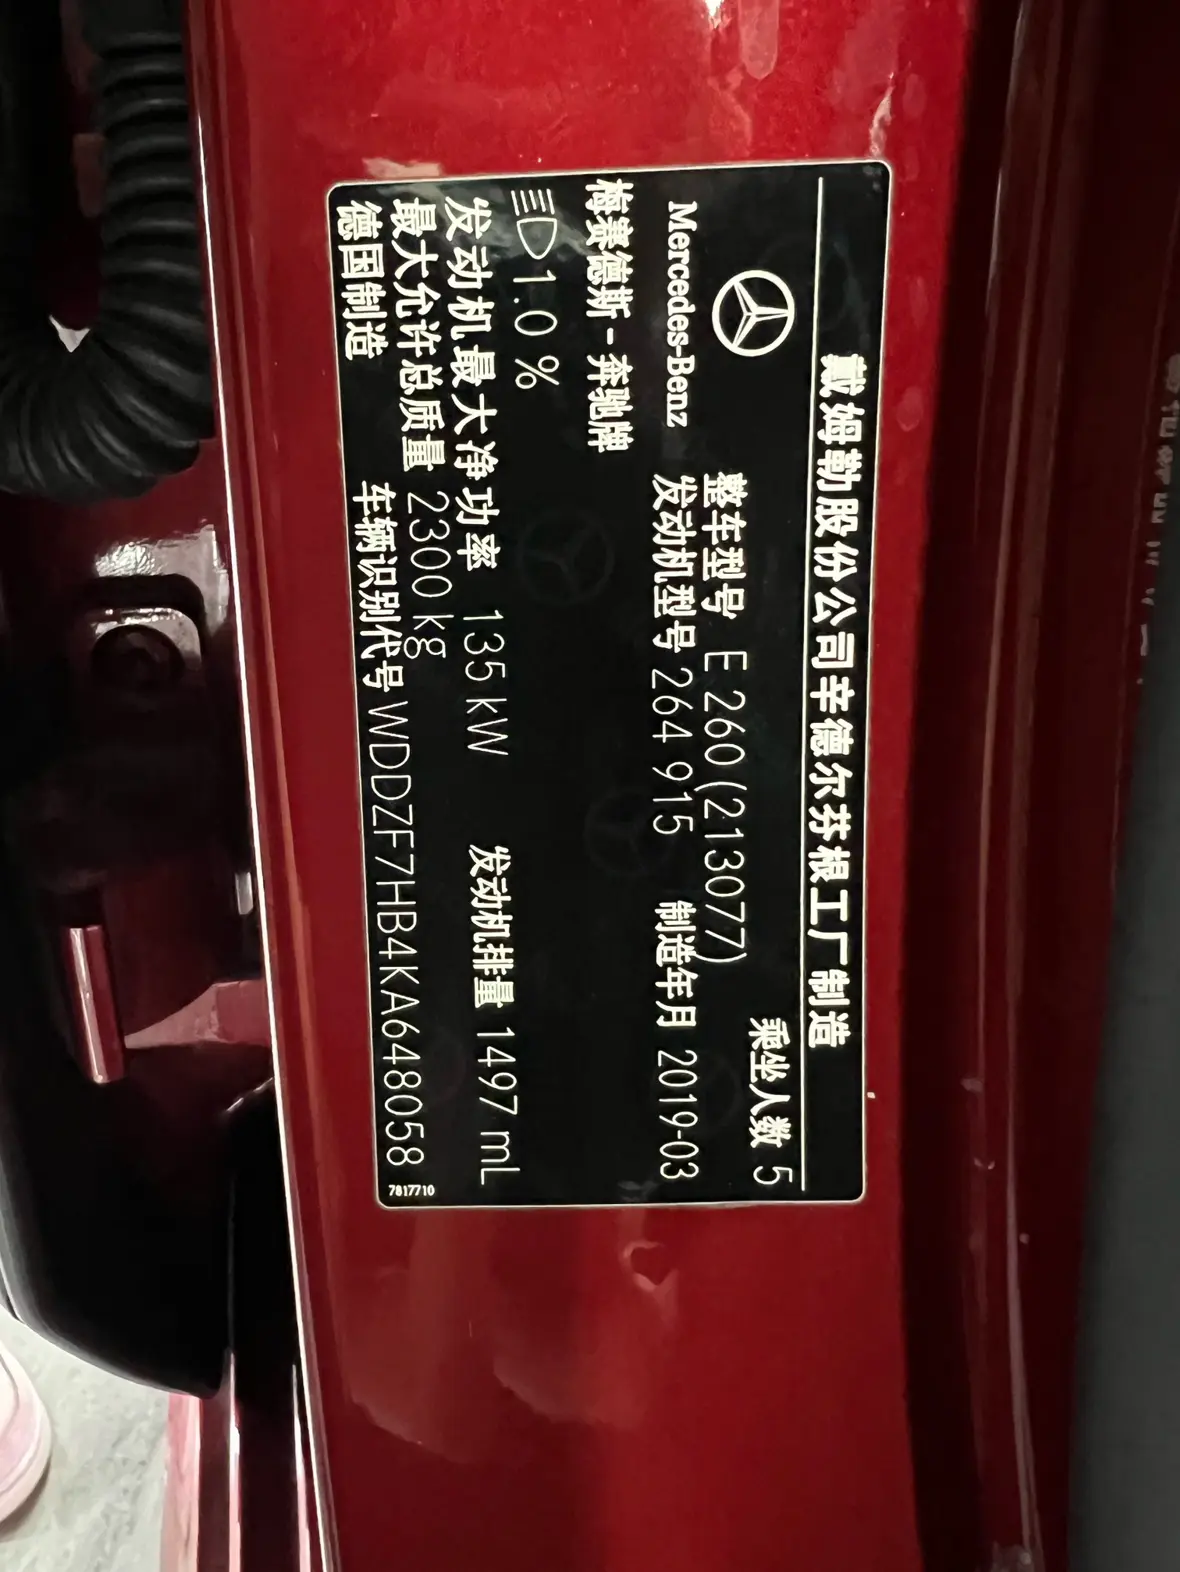 戴姆勒股份公司辛德尔芬根工厂制造
乘坐人数 5
整车型号 E 260(213077)
Mercedes-Benz 发动机型号 264 915 制造年月 2019-03
梅赛德斯-奔驰牌
1.0 %
发动机最大净功率 135 kW 发动机排量 1497 mL
最大允许总质量 2300 kg
德国制造 车辆识别代号 WDDZF7HB4KA648058
7817710